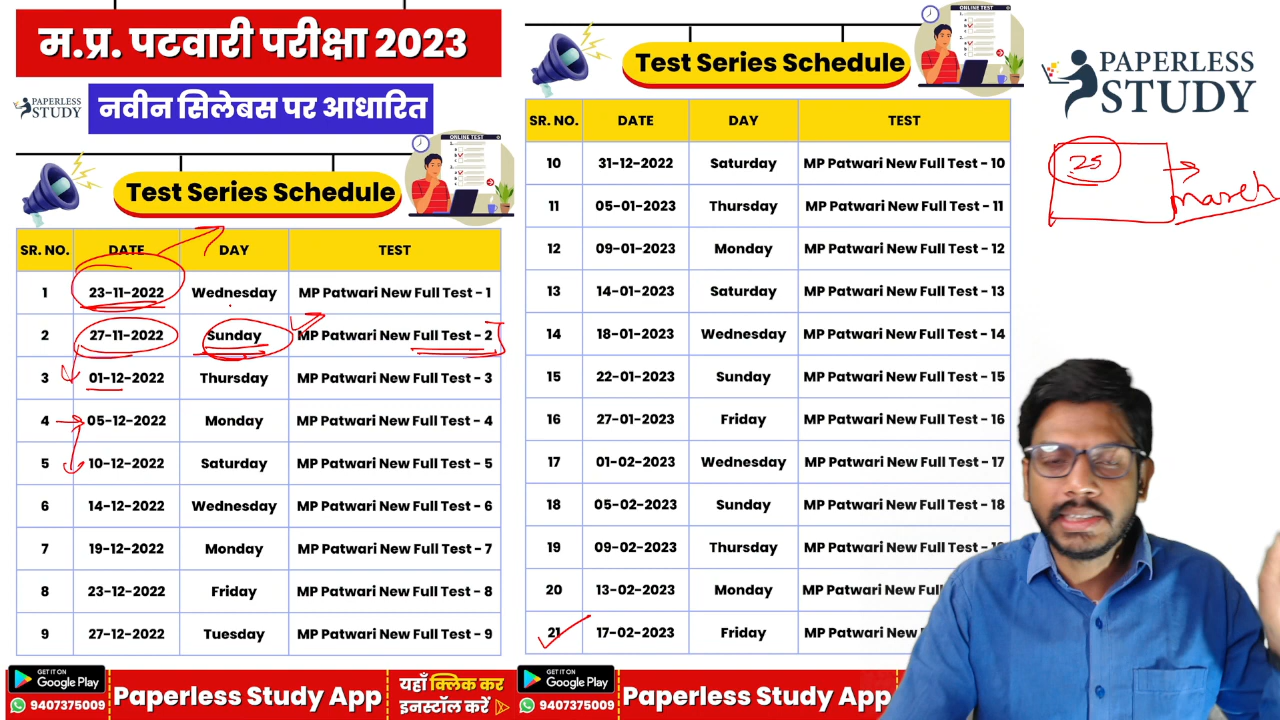 म.प्र. पटवारी परीक्षा 2023
PAPERLESS STUDY
नवीन सिलेबस पर आधारित
ONLINE TEST
Test Series Schedule
SR. NO. DATE DAY TEST
1 23-11-2022 Wednesday MP Patwari New Full Test - 1
2 27-11-2022 Sunday MP Patwari New Full Test - 2
3 01-12-2022 Thursday MP Patwari New Full Test - 3
4 05-12-2022 Monday MP Patwari New Full Test - 4
5 10-12-2022 Saturday MP Patwari New Full Test - 5
6 14-12-2022 Wednesday MP Patwari New Full Test - 6
7 19-12-2022 Monday MP Patwari New Full Test - 7
8 23-12-2022 Friday MP Patwari New Full Test - 8
9 27-12-2022 Tuesday MP Patwari New Full Test - 9
GET IT ON
Google Play
9407375009
Paperless Study App
यहाँ क्लिक कर
इनस्टॉल करें
ONLINE TEST
Test Series Schedule
SR. NO. DATE DAY TEST
10 31-12-2022 Saturday MP Patwari New Full Test - 10
11 05-01-2023 Thursday MP Patwari New Full Test - 11
12 09-01-2023 Monday MP Patwari New Full Test - 12
13 14-01-2023 Saturday MP Patwari New Full Test - 13
14 18-01-2023 Wednesday MP Patwari New Full Test - 14
15 22-01-2023 Sunday MP Patwari New Full Test - 15
16 27-01-2023 Friday MP Patwari New Full Test - 16
17 01-02-2023 Wednesday MP Patwari New Full Test - 17
18 05-02-2023 Sunday MP Patwari New Full Test - 18
19 09-02-2023 Thursday MP Patwari New Full Test -
20 13-02-2023 Monday MP Patwari New Ful
21 17-02-2023 Friday MP Patwari New
GET IT ON
Google Play
9407375009
Paperless Study App
PAPERLESS
STUDY
25
March